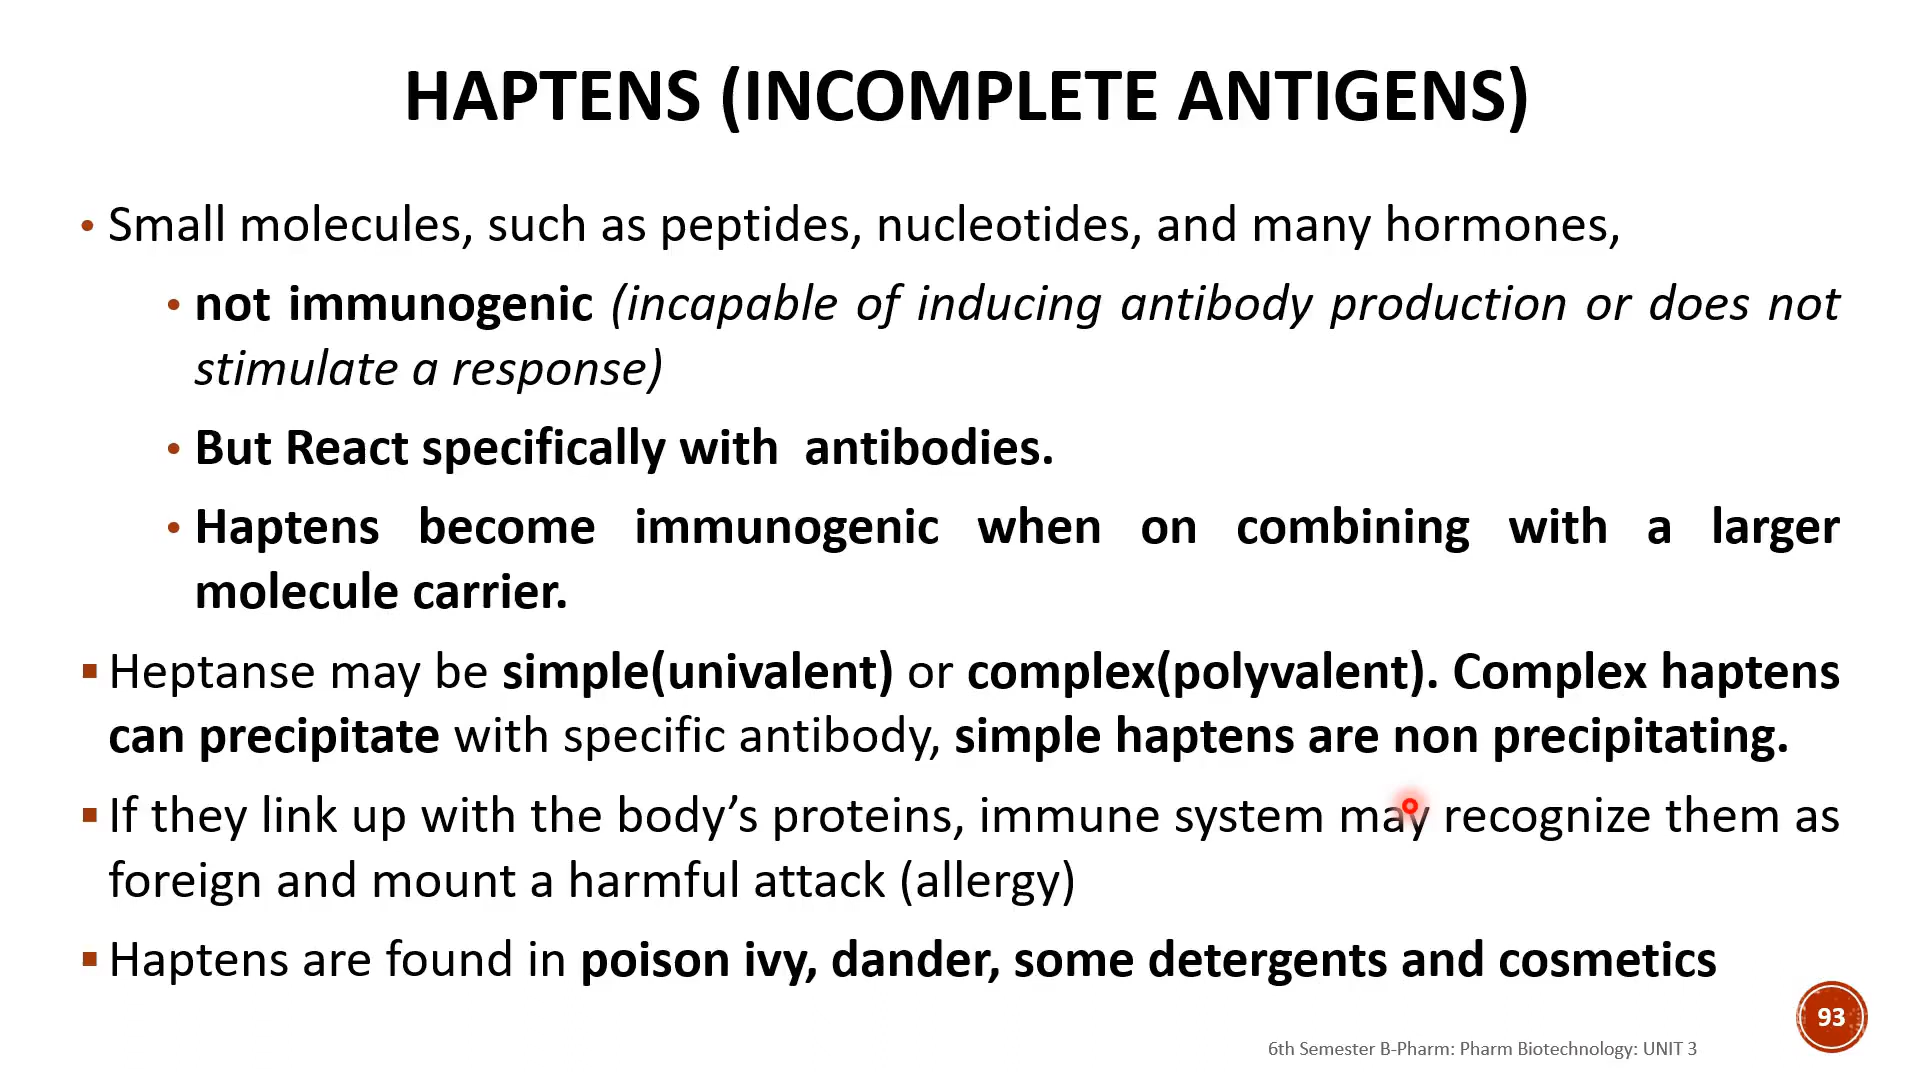 HAPTENS (INCOMPLETE ANTIGENS)
• Small molecules, such as peptides, nucleotides, and many hormones,
• not immunogenic (incapable of inducing antibody production or does not
stimulate a response)
• But React specifically with antibodies.
• Haptens become immunogenic when on combining with a larger
molecule carrier.
▪ Heptanse may be simple(univalent) or complex(polyvalent). Complex haptens
can precipitate with specific antibody, simple haptens are non precipitating.
▪ If they link up with the body’s proteins, immune system may recognize them as
foreign and mount a harmful attack (allergy)
▪ Haptens are found in poison ivy, dander, some detergents and cosmetics
93
6th Semester B-Pharm: Pharm Biotechnology: UNIT 3